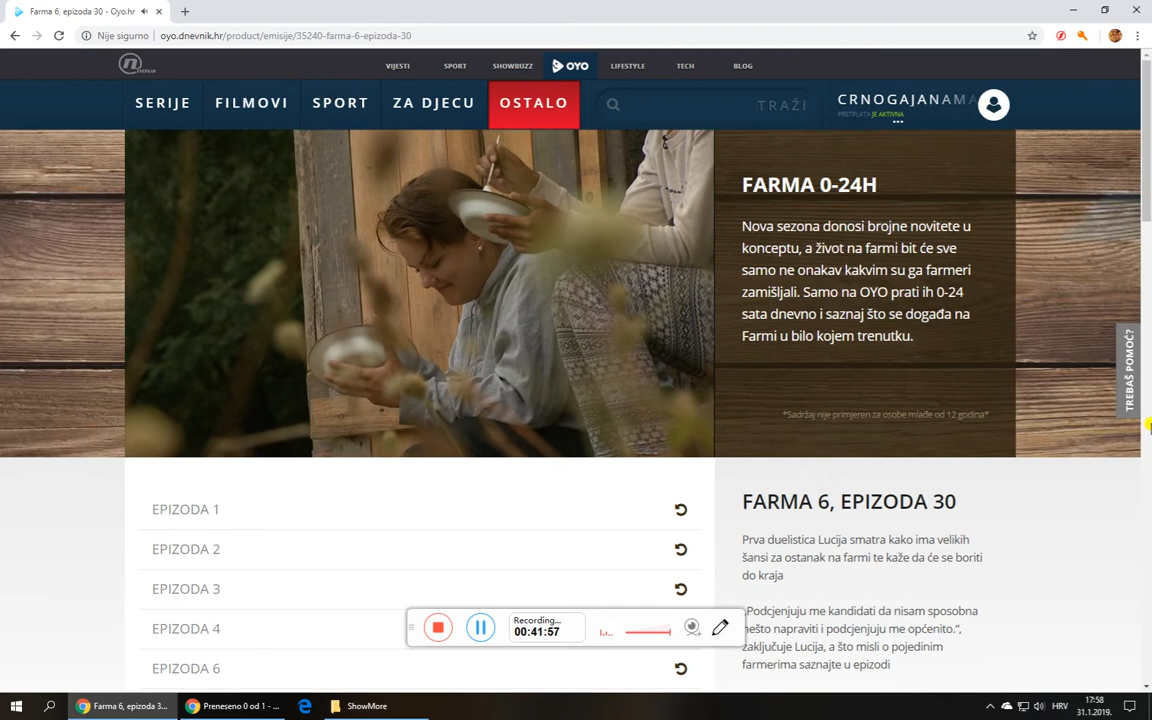 Farma 6, epizoda 30 - Oyo.hr
Nije sigurno
oyo.dnevnik.hr/product/emisije/35240-farma-6-epizoda-30
nova
VIJESTI
SPORT
SHOWBUZZ
OYO
LIFESTYLE
TECH
BLOG
SERIJE
FILMOVI
SPORT
ZA DJECU
OSTALO
TRAŽI
CRNOGAJANAMA
PRETPLATA JE AKTIVNA
FARMA 0-24H
Nova sezona donosi brojne novitete u
konceptu, a život na farmi bit će sve
samo ne onakav kakvim su ga farmeri
zamišljali. Samo na OYO prati ih 0-24
sata dnevno i saznaj što se događa na
Farmi u bilo kojem trenutku.
*Sadržaj nije primjeren za osobe mlađe od 12 godina*
TREBAŠ POMOĆ?
EPIZODA 1
EPIZODA 2
EPIZODA 3
EPIZODA 4
EPIZODA 6
FARMA 6, EPIZODA 30
Prva duelistica Lucija smatra kako ima velikih
šansi za ostanak na farmi te kaže da će se boriti
do kraja
„Podcjenjuju me kandidati da nisam sposobna
nešto napraviti i podcjenjuju me općenito.“,
zaključuje Lucija, a što misli o pojedinim
farmerima saznajte u epizodi
Recording...
00:41:57
Farma 6, epizoda 3...
Preneseno 0 od 1 - ...
ShowMore
HRV
17:58
31.1.2019.